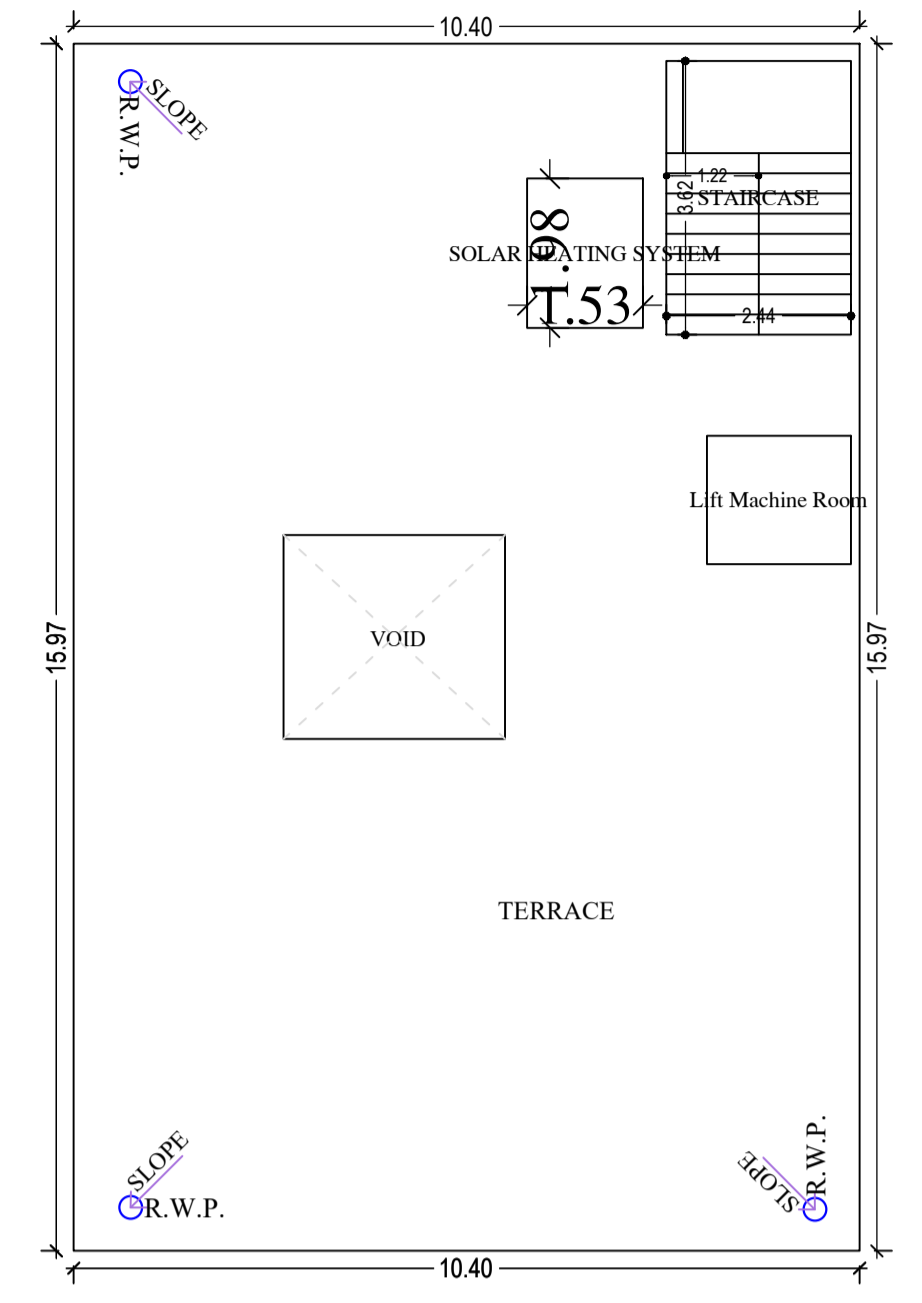 10.40
SLOPE
R.W.P.
1.22
3.62
STAIRCASE
1.98
SOLAR HEATING SYSTEM
1.53
2.44
Lift Machine Room
15.97
VOID
15.97
TERRACE
SLOPE
R.W.P.
SLOPE
R.W.P.
10.40